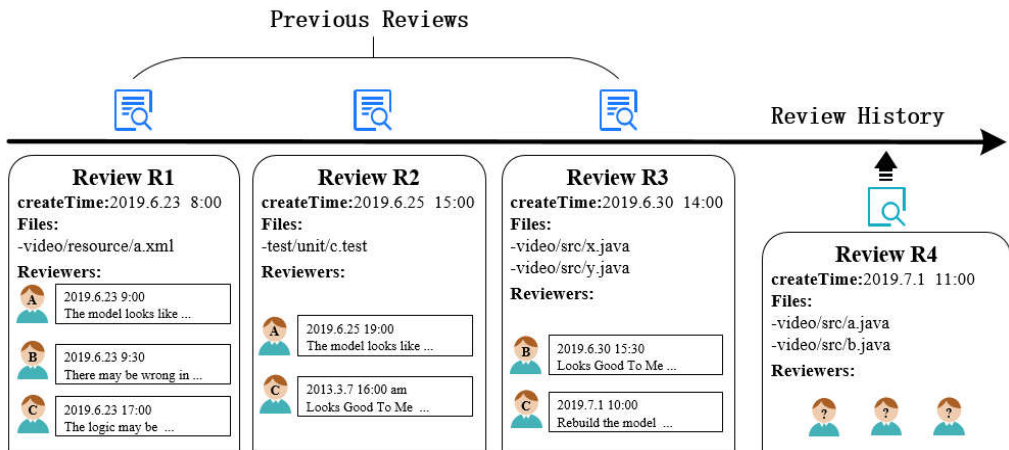 Previous Reviews
Review History
Review R1
createTime:2019.6.23 8:00
Files:
-video/resource/a.xml
Reviewers:
A
2019.6.23 9:00
The model looks like ...
B
2019.6.23 9:30
There may be wrong in ...
C
2019.6.23 17:00
The logic may be ...
Review R2
createTime:2019.6.25 15:00
Files:
-test/unit/c.test
Reviewers:
A
2019.6.25 19:00
The model looks like ...
C
2013.3.7 16:00 am
Looks Good To Me ...
Review R3
createTime:2019.6.30 14:00
Files:
-video/src/x.java
-video/src/y.java
Reviewers:
B
2019.6.30 15:30
Looks Good To Me ...
C
2019.7.1 10:00
Rebuild the model ...
Review R4
createTime:2019.7.1 11:00
Files:
-video/src/a.java
-video/src/b.java
Reviewers:
? ? ?